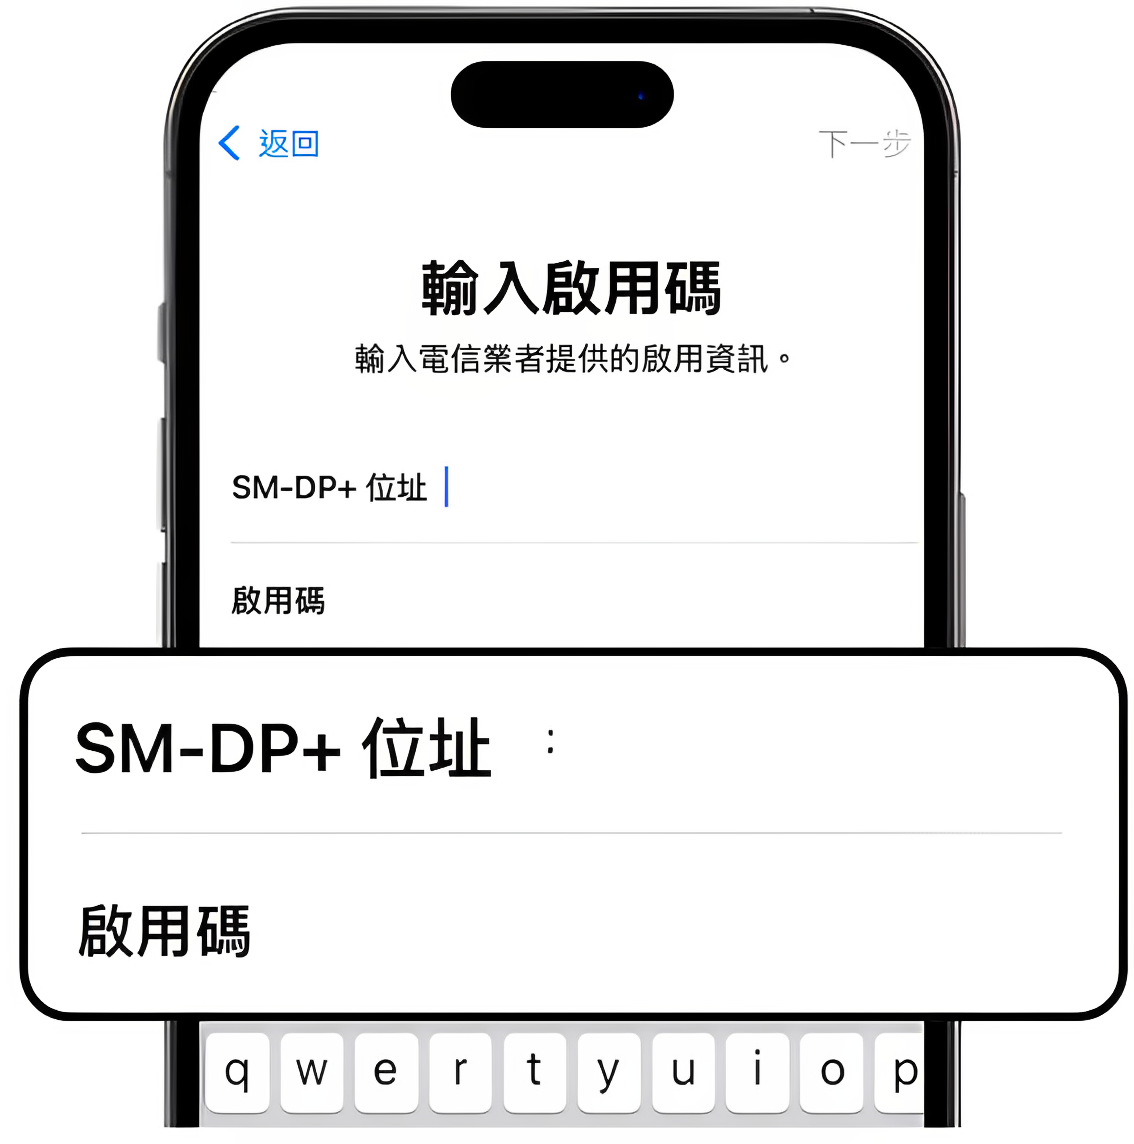 返回 下一步
輸入啟用碼
輸入電信業者提供的啟用資訊。
SM-DP+ 位址
啟用碼
SM-DP+ 位址 :
啟用碼
q w e r t y u i o p